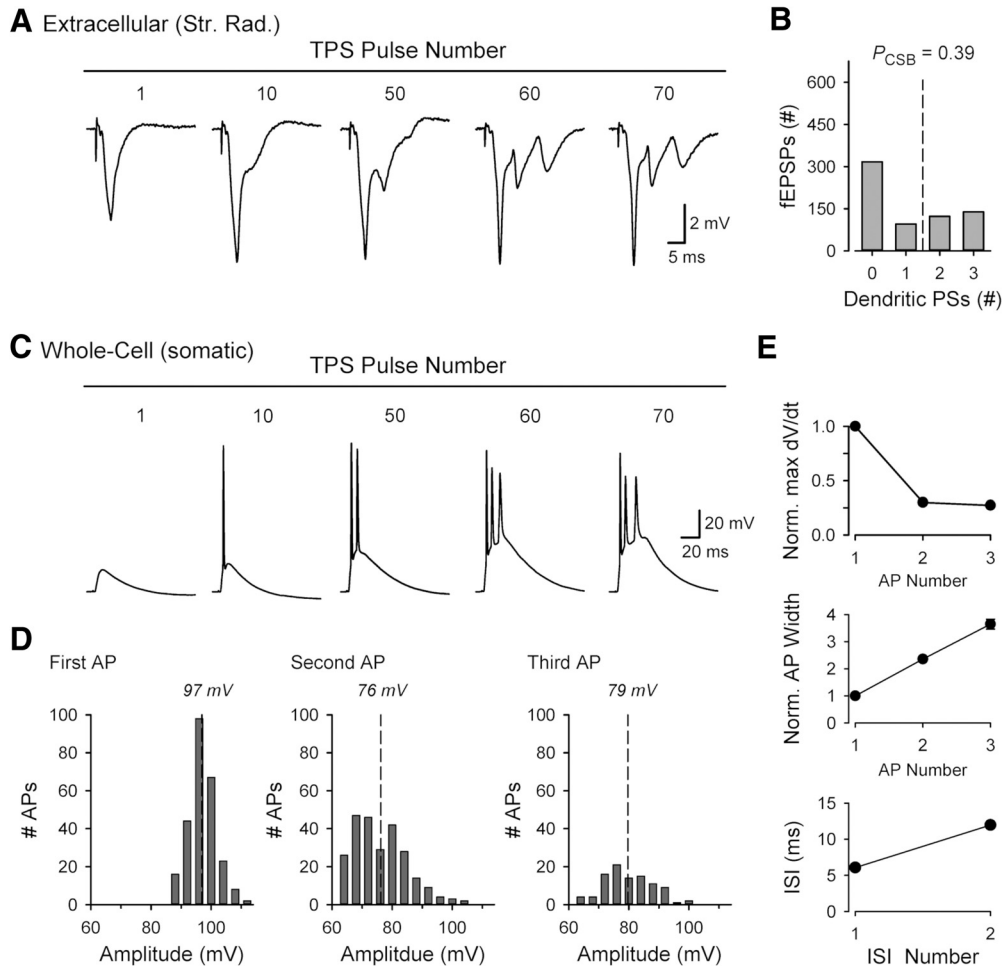 A Extracellular (Str. Rad.)
TPS Pulse Number
1 10 50 60 70
2 mV
5 ms
B
P CSB = 0.39
fEPSPs (#)
600
450
300
150
0
0 1 2 3
Dendritic PSs (#)
C Whole-Cell (somatic)
TPS Pulse Number
1 10 50 60 70
20 mV
20 ms
D
First AP
97 mV
# APs
100
80
60
40
20
0
60 80 100
Amplitude (mV)
Second AP
76 mV
# APs
100
80
60
40
20
0
60 80 100
Amplitdue (mV)
Third AP
79 mV
# APs
100
80
60
40
20
0
60 80 100
Amplitude (mV)
E
Norm. max dV/dt
1.0
0.5
0.0
1 2 3
AP Number
Norm. AP Width
4
3
2
1
0
1 2 3
AP Number
ISI (ms)
15
10
5
0
1 2
ISI Number